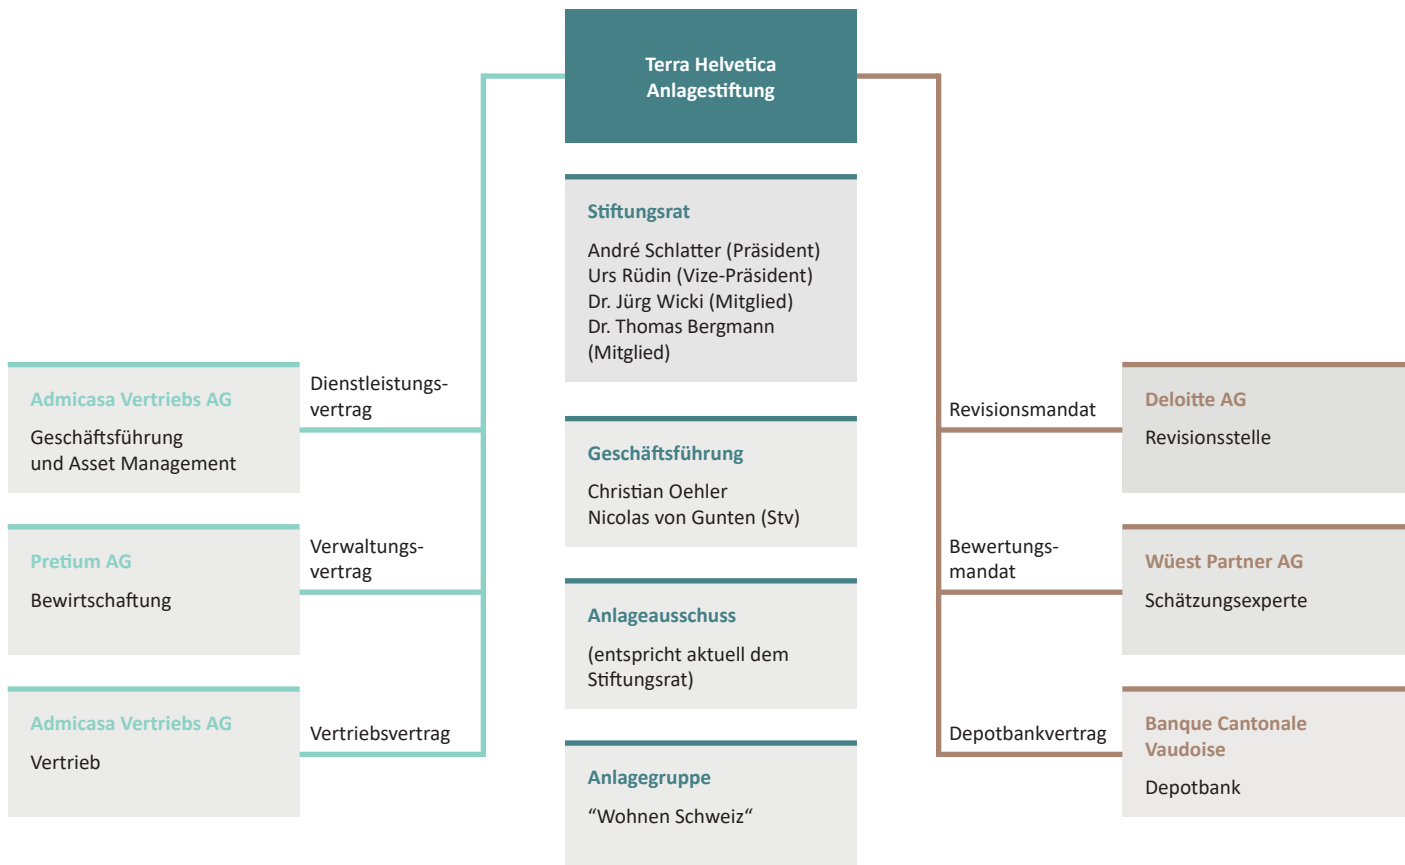 Terra Helvetica
Anlagestiftung
Stiftungsrat
André Schlatter (Präsident)
Urs Rüdin (Vize-Präsident)
Dr. Jürg Wicki (Mitglied)
Dr. Thomas Bergmann
(Mitglied)
Geschäftsführung
Christian Oehler
Nicolas von Gunten (Stv)
Anlageausschuss
(entspricht aktuell dem
Stiftungsrat)
Anlagegruppe
“Wohnen Schweiz“
Admicasa Vertriebs AG
Geschäftsführung
und Asset Management
Dienstleistungs-
vertrag
Pretium AG
Bewirtschaftung
Verwaltungs-
vertrag
Admicasa Vertriebs AG
Vertrieb
Vertriebsvertrag
Revisionsmandat
Deloitte AG
Revisionsstelle
Bewertungs-
mandat
Wüest Partner AG
Schätzungsexperte
Depotbankvertrag
Banque Cantonale
Vaudoise
Depotbank